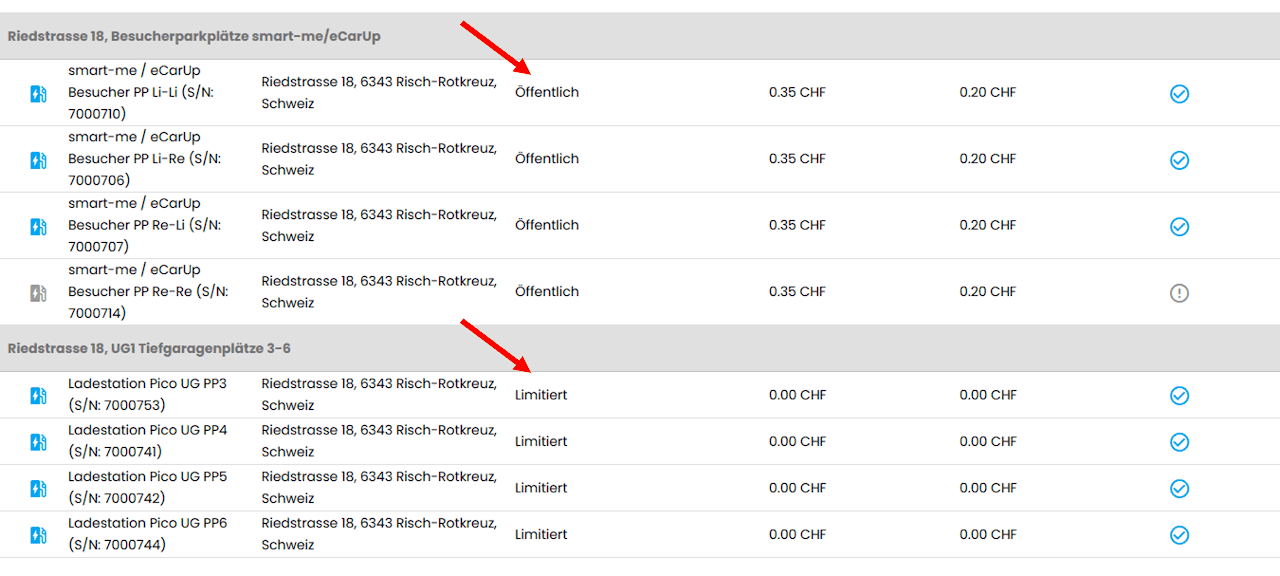 Riedstrasse 18, Besucherparkplätze smart-me/eCarUp
smart-me / eCarUp
Besucher PP Li-Li (S/N:
7000710)
Riedstrasse 18, 6343 Risch-Rotkreuz,
Schweiz
Öffentlich
0.35 CHF
0.20 CHF
smart-me / eCarUp
Besucher PP Li-Re (S/N:
7000706)
Riedstrasse 18, 6343 Risch-Rotkreuz,
Schweiz
Öffentlich
0.35 CHF
0.20 CHF
smart-me / eCarUp
Besucher PP Re-Li (S/N:
7000707)
Riedstrasse 18, 6343 Risch-Rotkreuz,
Schweiz
Öffentlich
0.35 CHF
0.20 CHF
smart-me / eCarUp
Besucher PP Re-Re (S/N:
7000714)
Riedstrasse 18, 6343 Risch-Rotkreuz,
Schweiz
Öffentlich
0.35 CHF
0.20 CHF
Riedstrasse 18, UG1 Tiefgaragenplätze 3-6
Ladestation Pico UG PP3
(S/N: 7000753)
Riedstrasse 18, 6343 Risch-Rotkreuz,
Schweiz
Limitiert
0.00 CHF
0.00 CHF
Ladestation Pico UG PP4
(S/N: 7000741)
Riedstrasse 18, 6343 Risch-Rotkreuz,
Schweiz
Limitiert
0.00 CHF
0.00 CHF
Ladestation Pico UG PP5
(S/N: 7000742)
Riedstrasse 18, 6343 Risch-Rotkreuz,
Schweiz
Limitiert
0.00 CHF
0.00 CHF
Ladestation Pico UG PP6
(S/N: 7000744)
Riedstrasse 18, 6343 Risch-Rotkreuz,
Schweiz
Limitiert
0.00 CHF
0.00 CHF